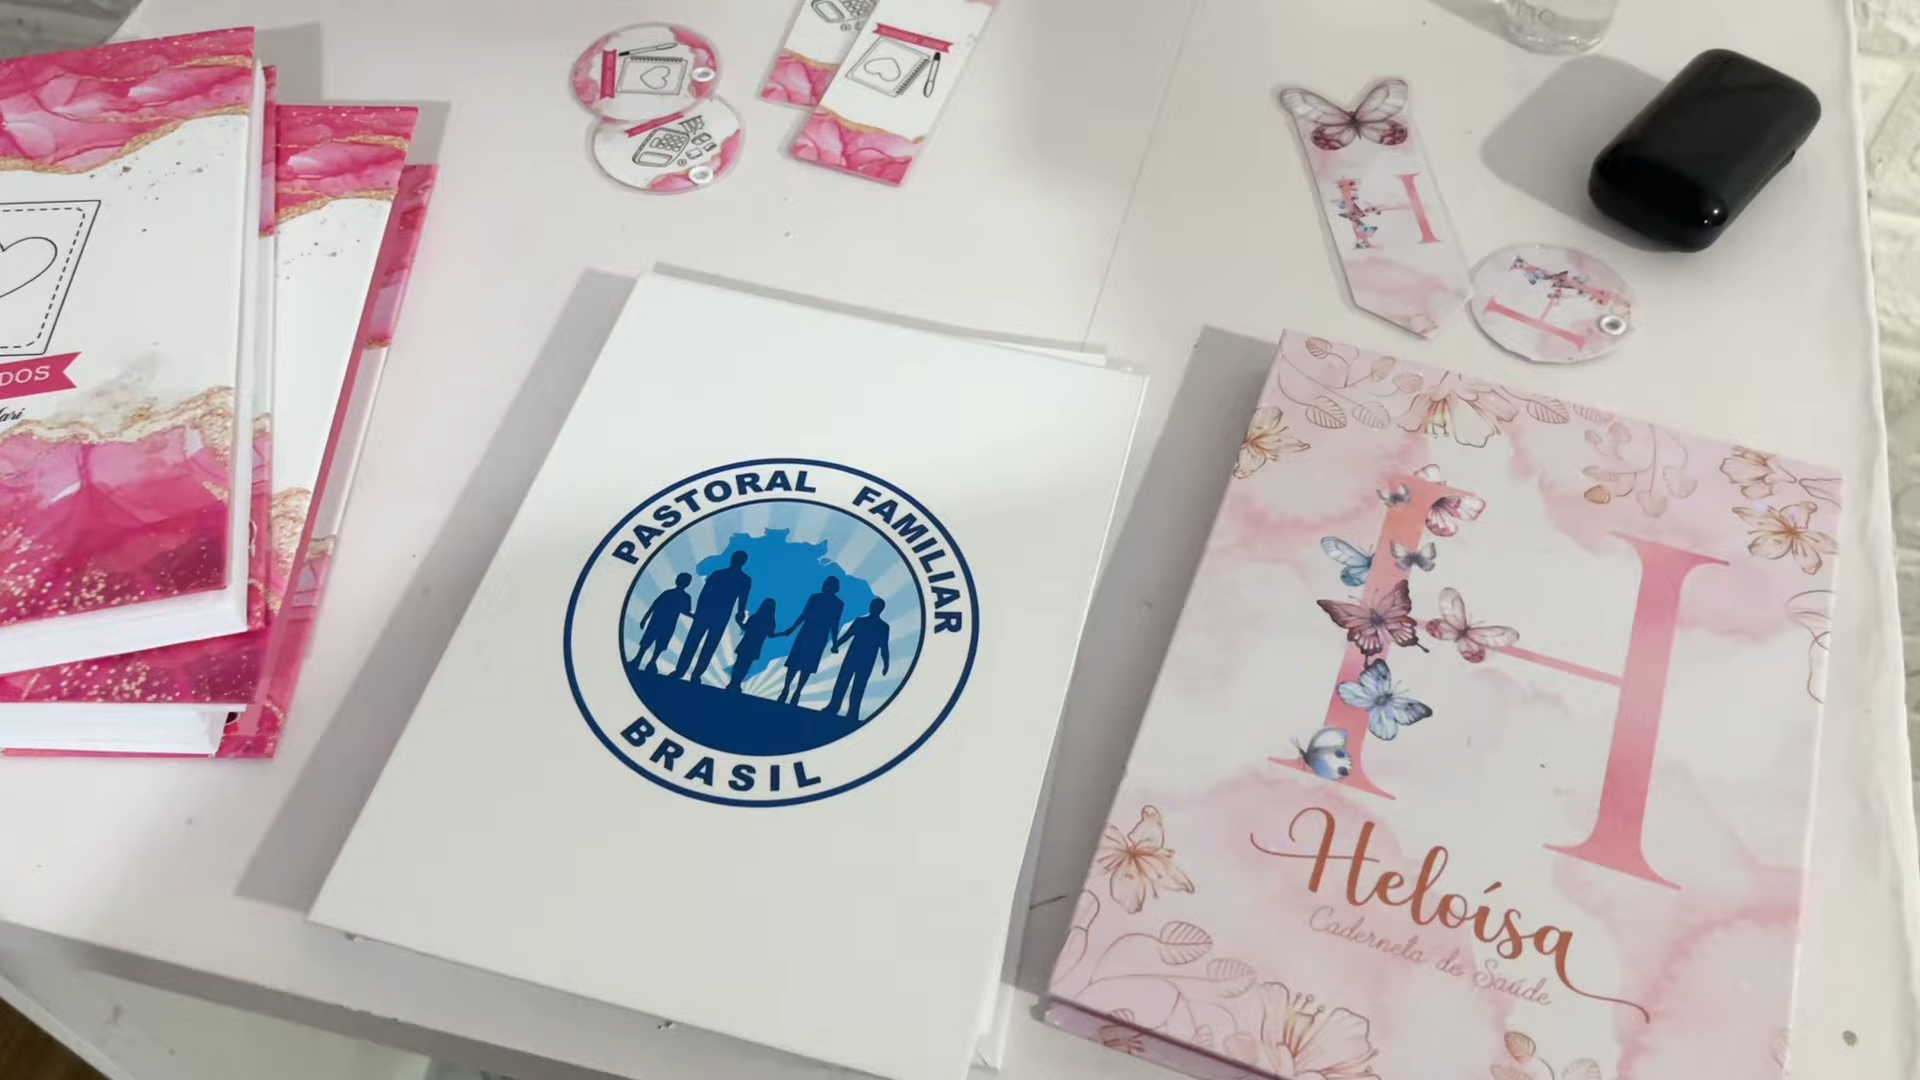 DOS
PASTORAL FAMILIAR
BRASIL
H
H
H
Heloísa
Caderneta de Saúde